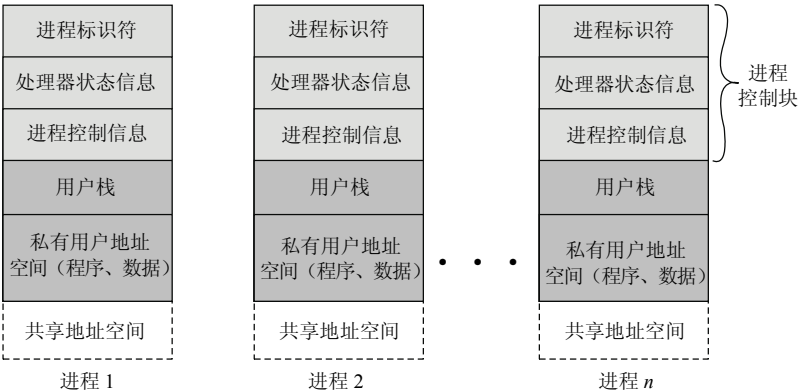 进程标识符
处理器状态信息
进程控制信息
用户栈
私有用户地址
空间（程序、数据）
共享地址空间
进程 1
进程标识符
处理器状态信息
进程控制信息
用户栈
私有用户地址
空间（程序、数据）
共享地址空间
进程 2
进程标识符
处理器状态信息
进程控制信息
用户栈
私有用户地址
空间（程序、数据）
共享地址空间
进程 n
进程
控制块